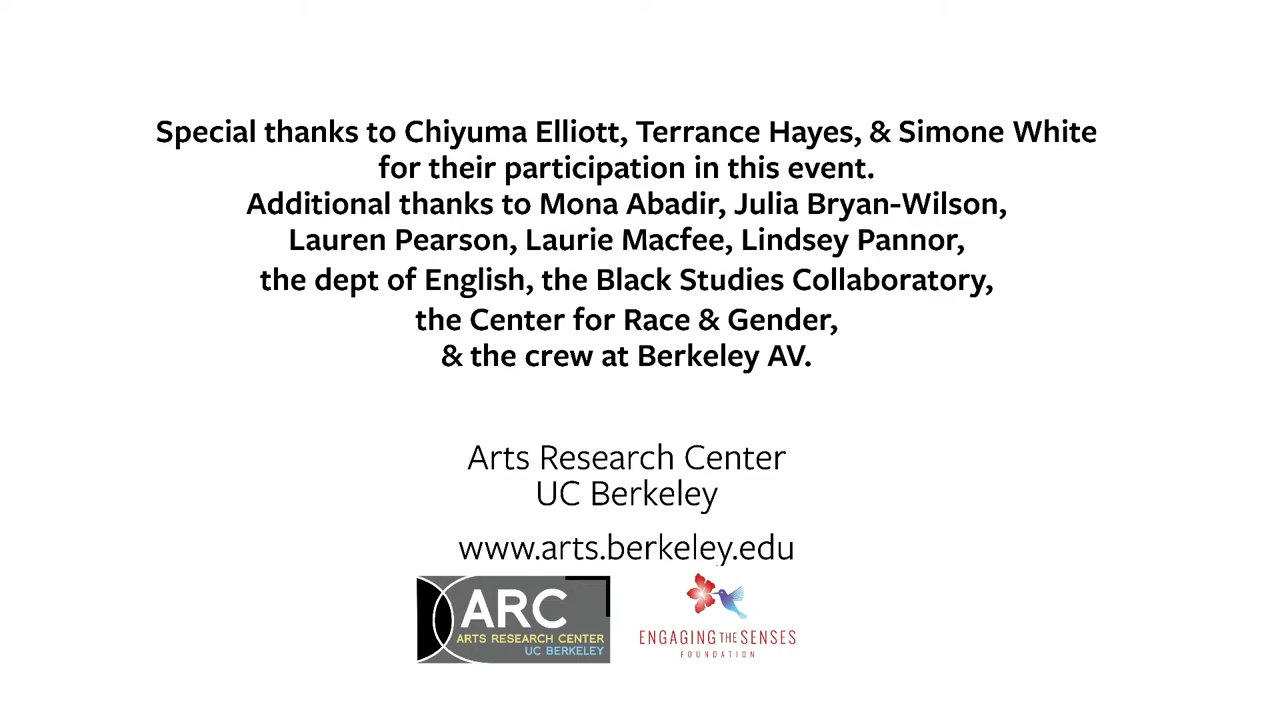 Special thanks to Chiyuma Elliott, Terrance Hayes, & Simone White
for their participation in this event.
Additional thanks to Mona Abadir, Julia Bryan-Wilson,
Lauren Pearson, Laurie Macfee, Lindsey Pannor,
the dept of English, the Black Studies Collaboratory,
the Center for Race & Gender,
& the crew at Berkeley AV.
Arts Research Center
UC Berkeley
www.arts.berkeley.edu
ARC
ARTS RESEARCH CENTER
UC BERKELEY
ENGAGING THE SENSES
FOUNDATION